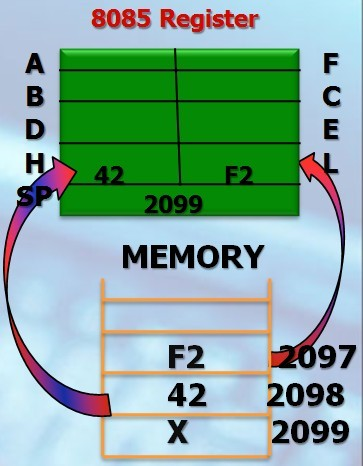 8085 Register
A F
B C
D E
H 42 F2 L
SP 2099
MEMORY
F2 2097
42 2098
X 2099